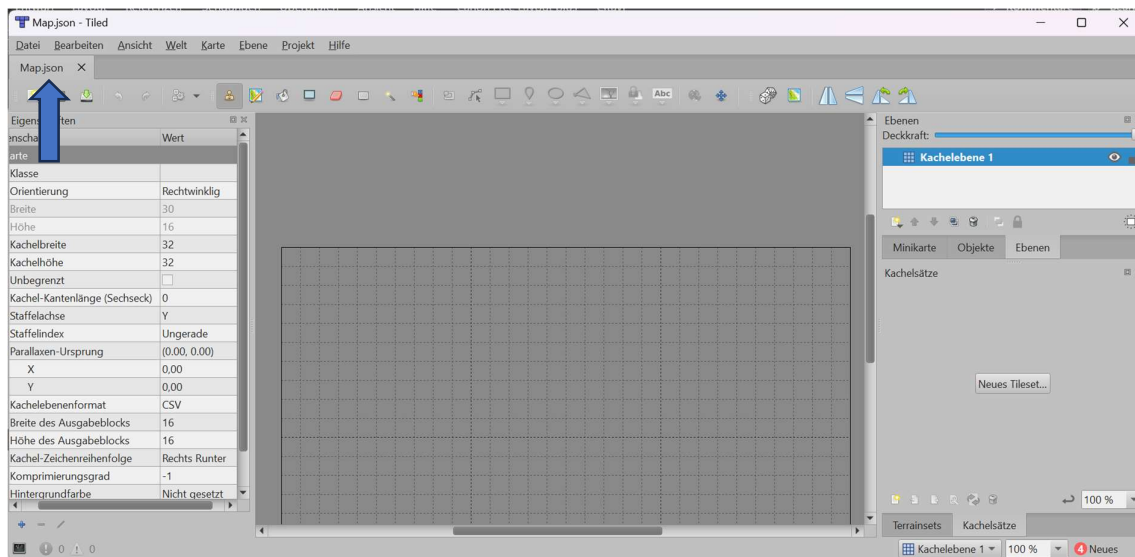 Map.json - Tiled
Datei Bearbeiten Ansicht Welt Karte Ebene Projekt Hilfe
Map.json
Abc
Wert
Klasse
Orientierung Rechtwinklig
Breite 30
Höhe 16
Kachelbreite 32
Kachelhöhe 32
Unbegrenzt
Kachel-Kantenlänge (Sechseck) 0
Staffelachse Y
Staffelindex Ungerade
Parallaxen-Ursprung (0.00, 0.00)
X 0,00
Y 0,00
Kachelebenenformat CSV
Breite des Ausgabeblocks 16
Höhe des Ausgabeblocks 16
Kachel-Zeichenreihenfolge Rechts Runter
Komprimierungsgrad -1
Hintergrundfarbe Nicht gesetzt
0 0
Ebenen
Deckkraft:
Kachelebene 1
Minikarte Objekte Ebenen
Kachelsätze
Neues Tileset...
100 %
Terrainsets Kachelsätze
Kachelebene 1 100 % 4 Neues